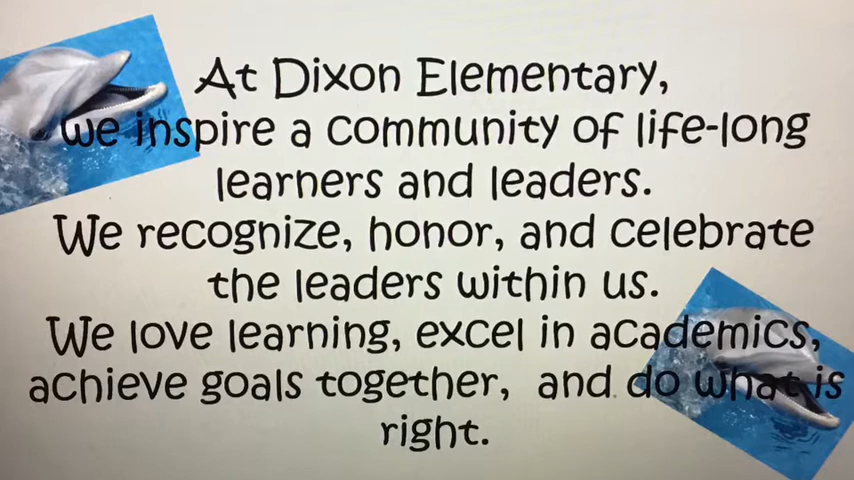 At Dixon Elementary,
we inspire a community of life-long
learners and leaders.
We recognize, honor, and celebrate
the leaders within us.
We love learning, excel in academics,
achieve goals together, and do what is
right.